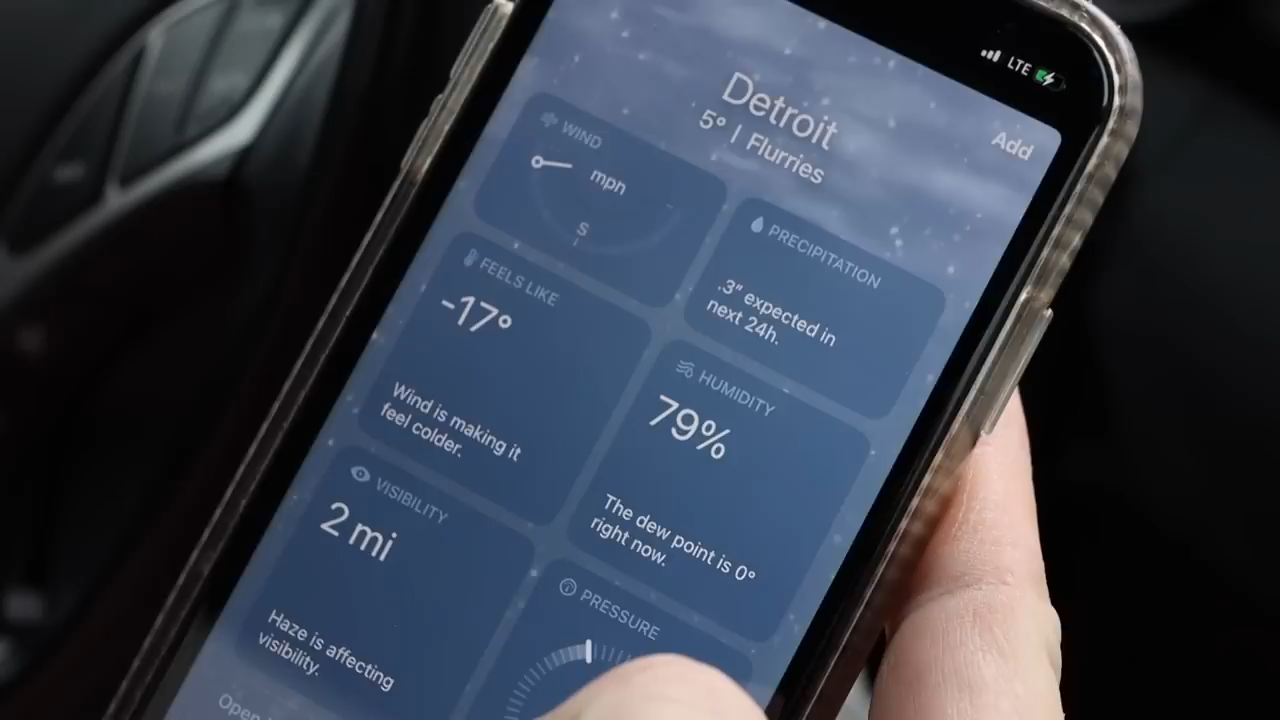 LTE
Add
Detroit
5° | Flurries
WIND
mph
S
PRECIPITATION
.3" expected in
next 24h.
FEELS LIKE
-17°
Wind is making it
feel colder.
HUMIDITY
79%
The dew point is 0°
right now.
VISIBILITY
2 mi
Haze is affecting
visibility.
PRESSURE
Open